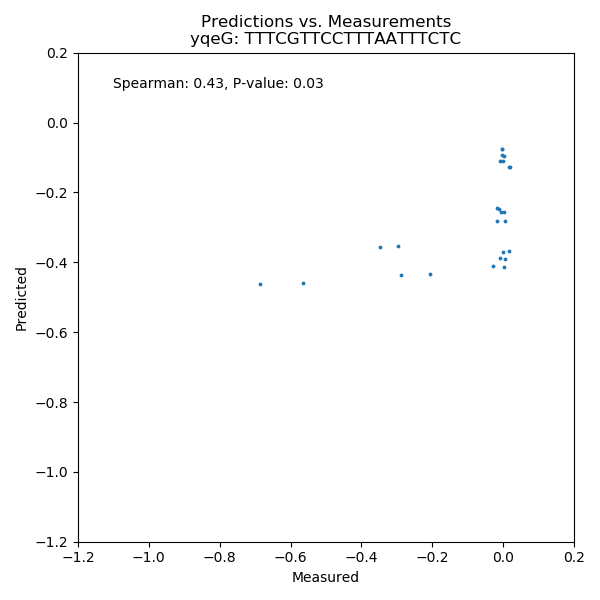 Predictions vs. Measurements
yqeG: TTTCGTTCCTTTAATTTCTC
Spearman: 0.43, P-value: 0.03
0.2
0.0
−0.2
−0.4
−0.6
−0.8
−1.0
−1.2
Predicted
−1.2 −1.0 −0.8 −0.6 −0.4 −0.2 0.0 0.2
Measured